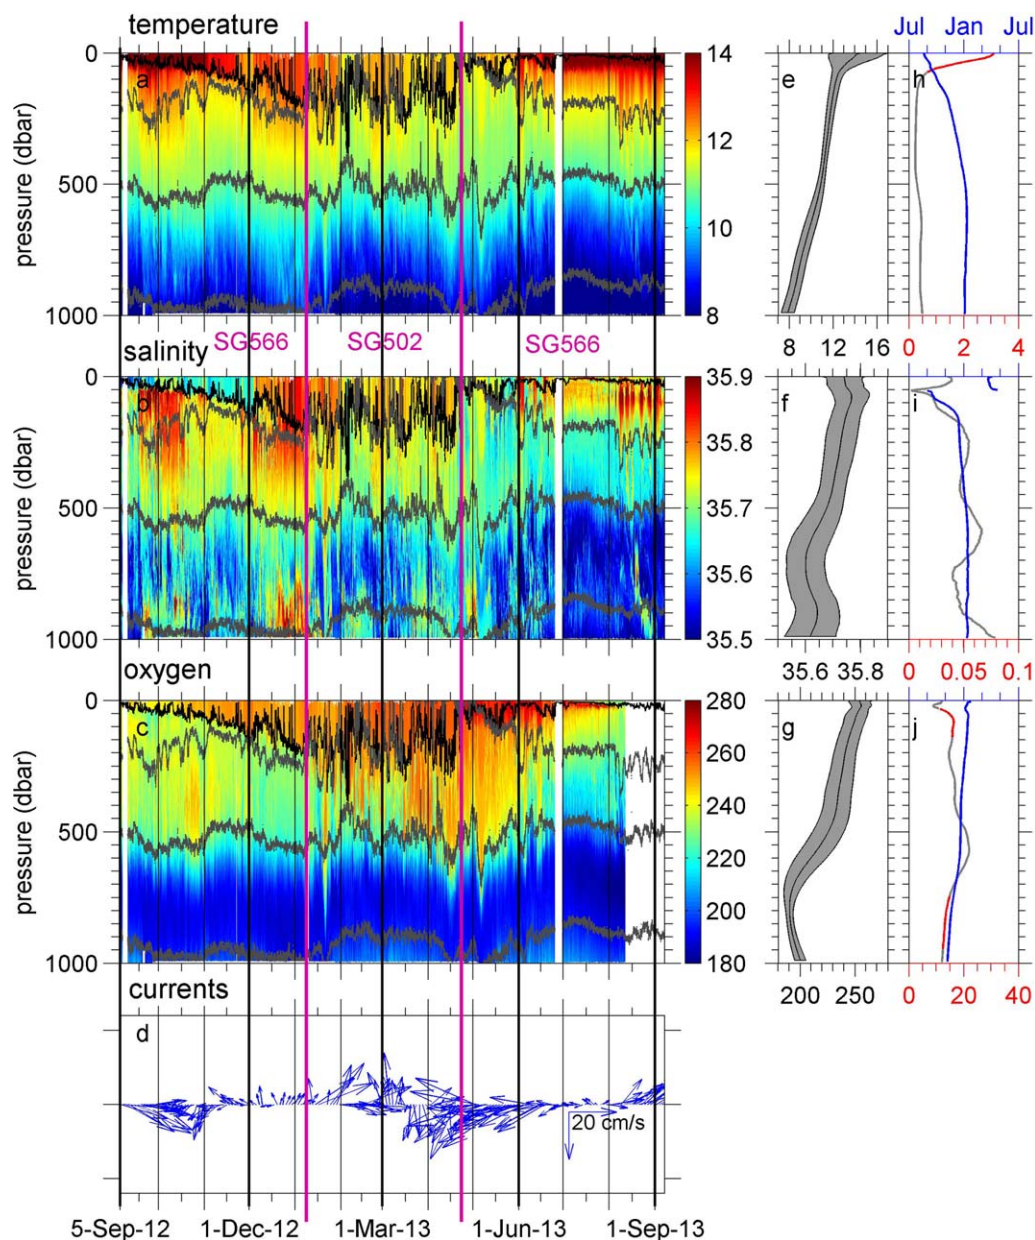 temperature
Jul Jan Jul
0
500
1000
pressure (dbar)
a
14
12
10
8
e
h
8 12 16
0 2 4
SG566 SG502 SG566
salinity
0
500
1000
pressure (dbar)
b
35.9
35.8
35.7
35.6
35.5
f
i
35.6 35.8
0 0.05 0.1
oxygen
0
500
1000
pressure (dbar)
c
280
260
240
220
200
180
g
j
200 250
0 20 40
currents
d
20 cm/s
5-Sep-12 1-Dec-12 1-Mar-13 1-Jun-13 1-Sep-13